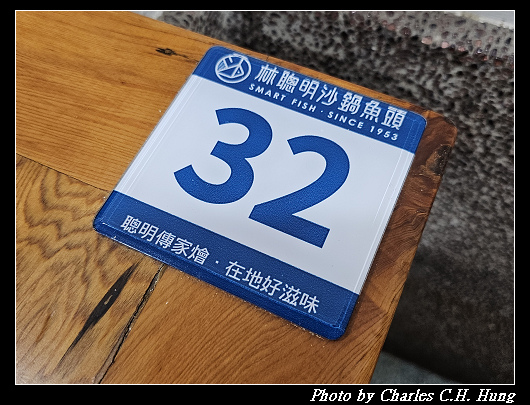 林聰明沙鍋魚頭
SMART FISH · SINCE 1953
32
聰明傳家燴 · 在地好滋味
Photo by Charles C.H. Hung